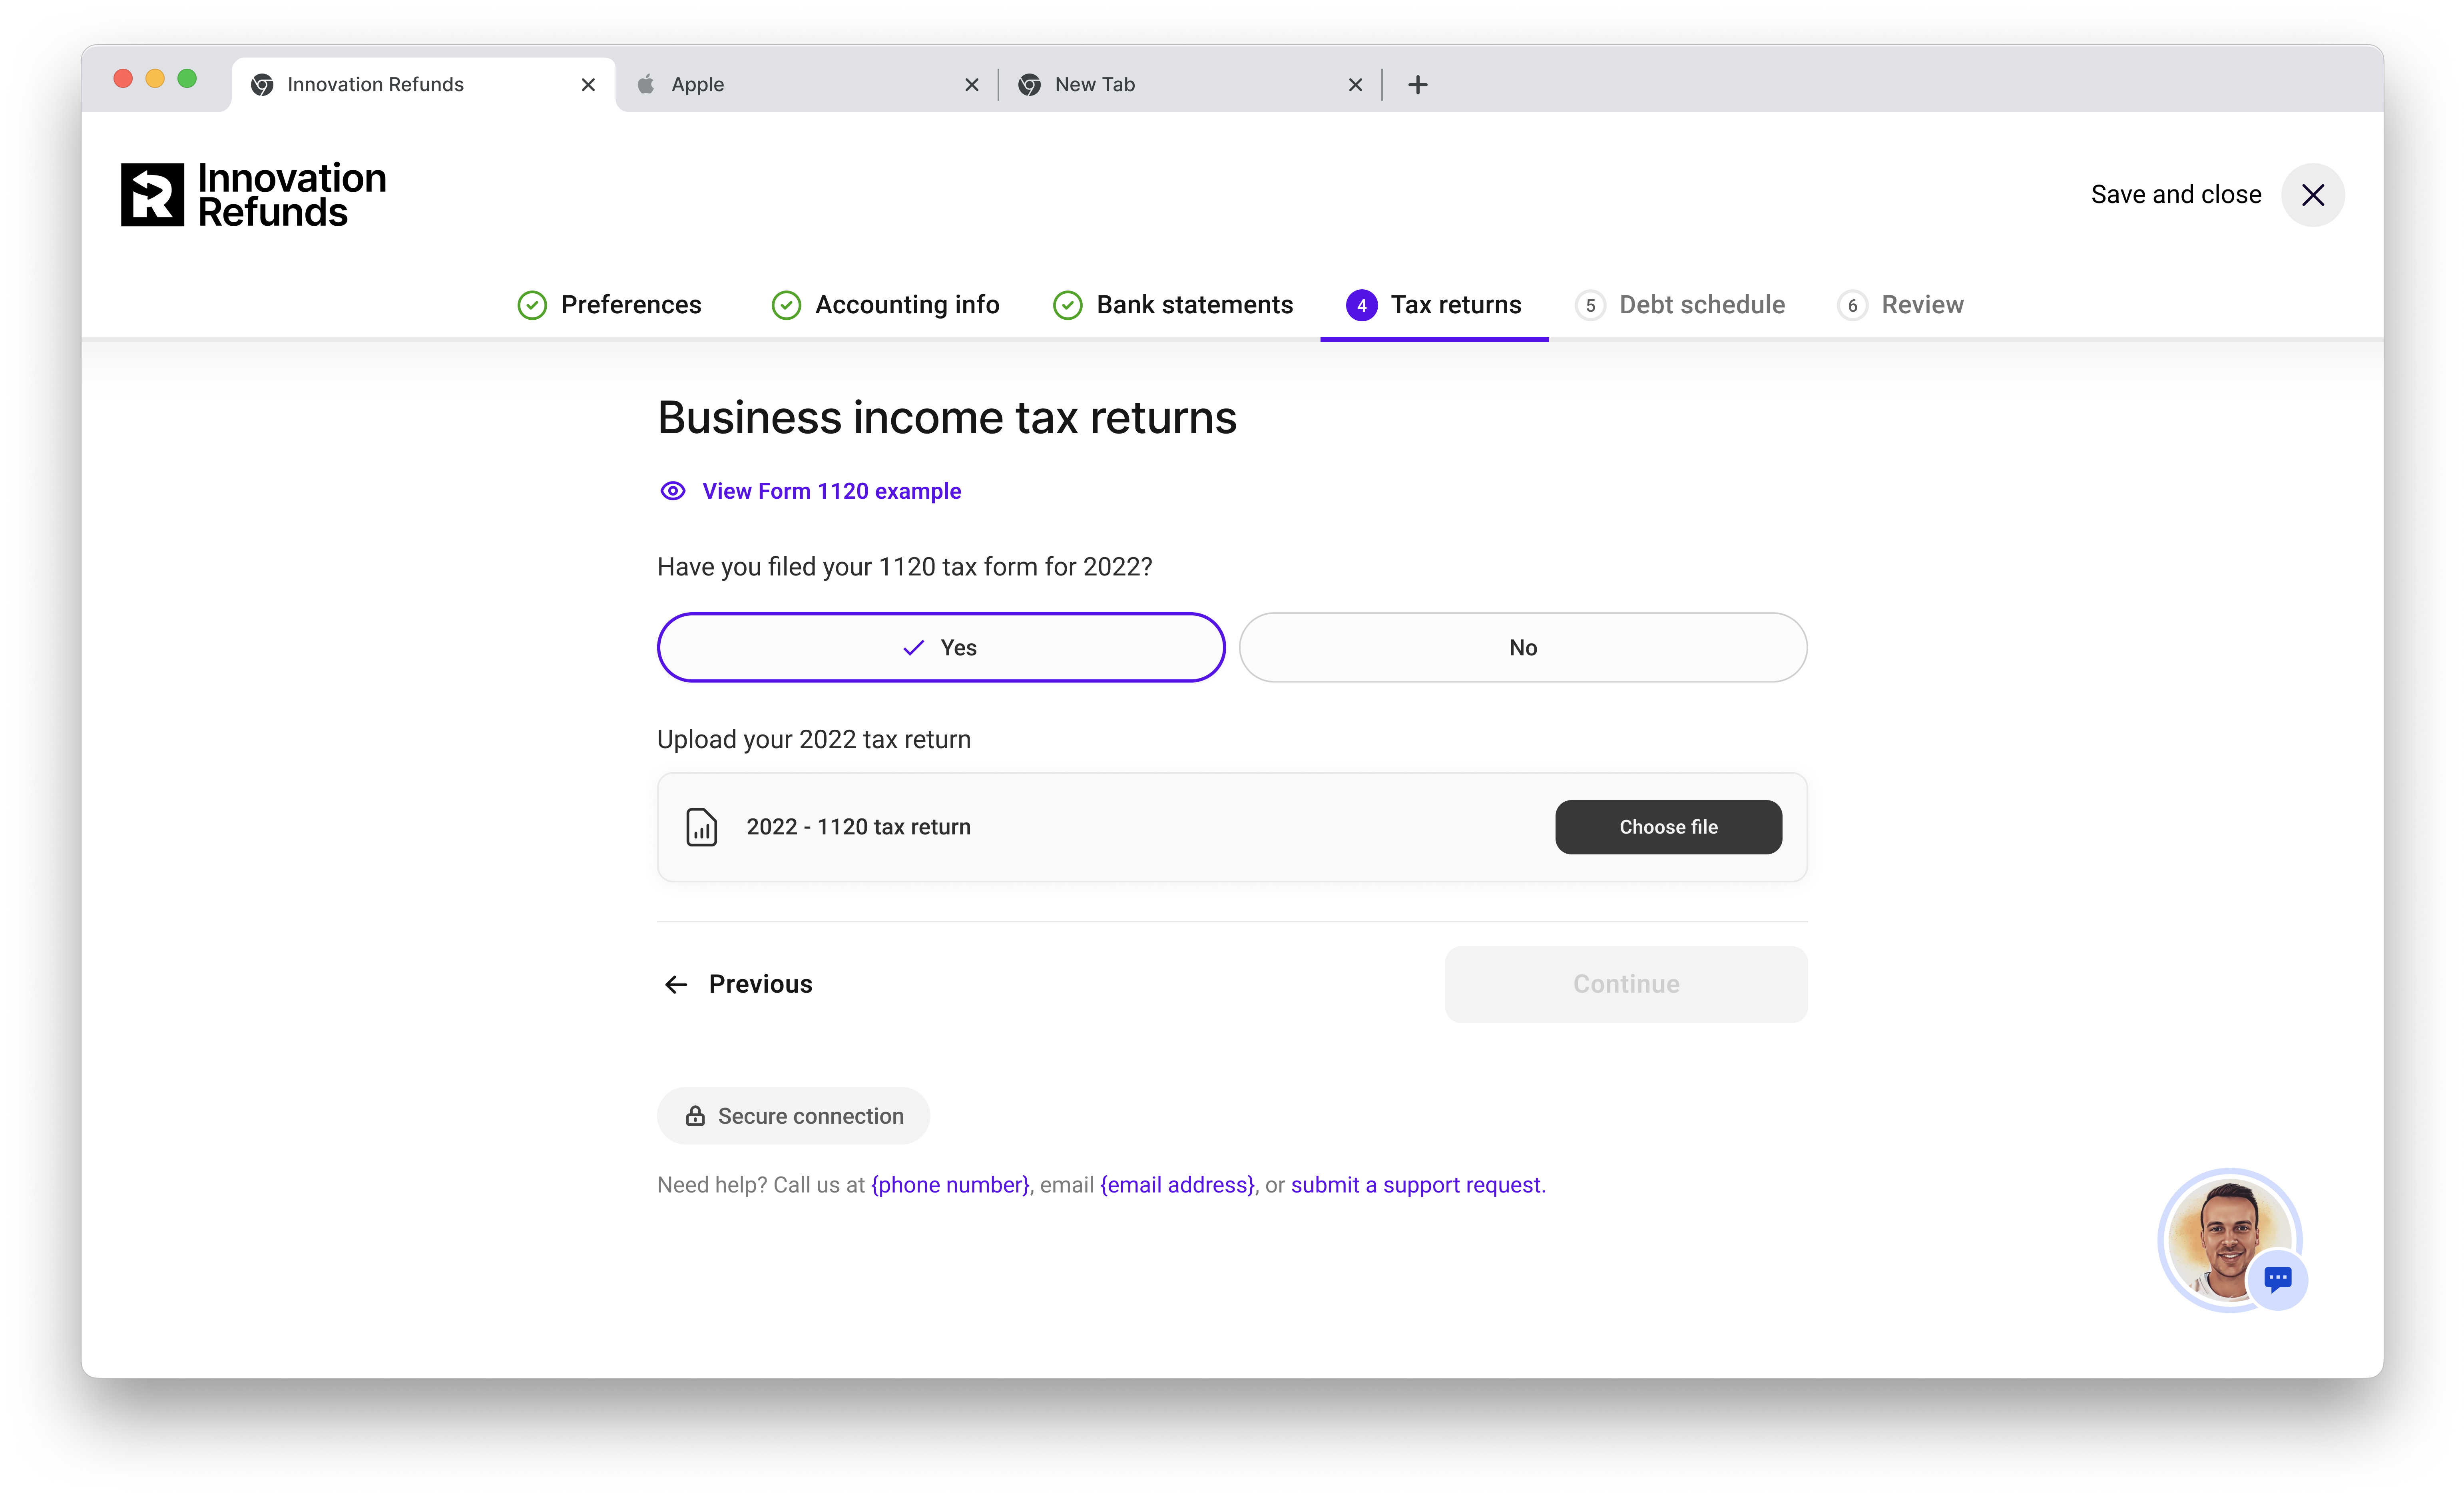 Innovation Refunds
Apple
New Tab
Innovation
Refunds
Save and close
Preferences
Accounting info
Bank statements
4 Tax returns
5 Debt schedule
6 Review
Business income tax returns
View Form 1120 example
Have you filed your 1120 tax form for 2022?
Yes
No
Upload your 2022 tax return
2022 - 1120 tax return
Choose file
Previous
Continue
Secure connection
Need help? Call us at {phone number}, email {email address}, or submit a support request.